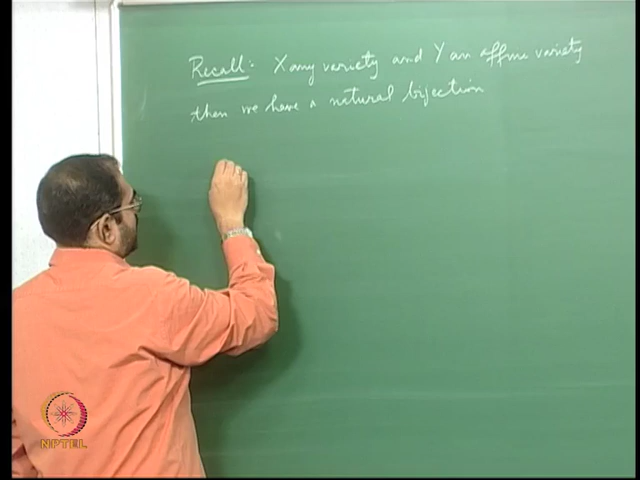 Recall: X any variety and Y an affine variety
then we have a natural bijection
NPTEL